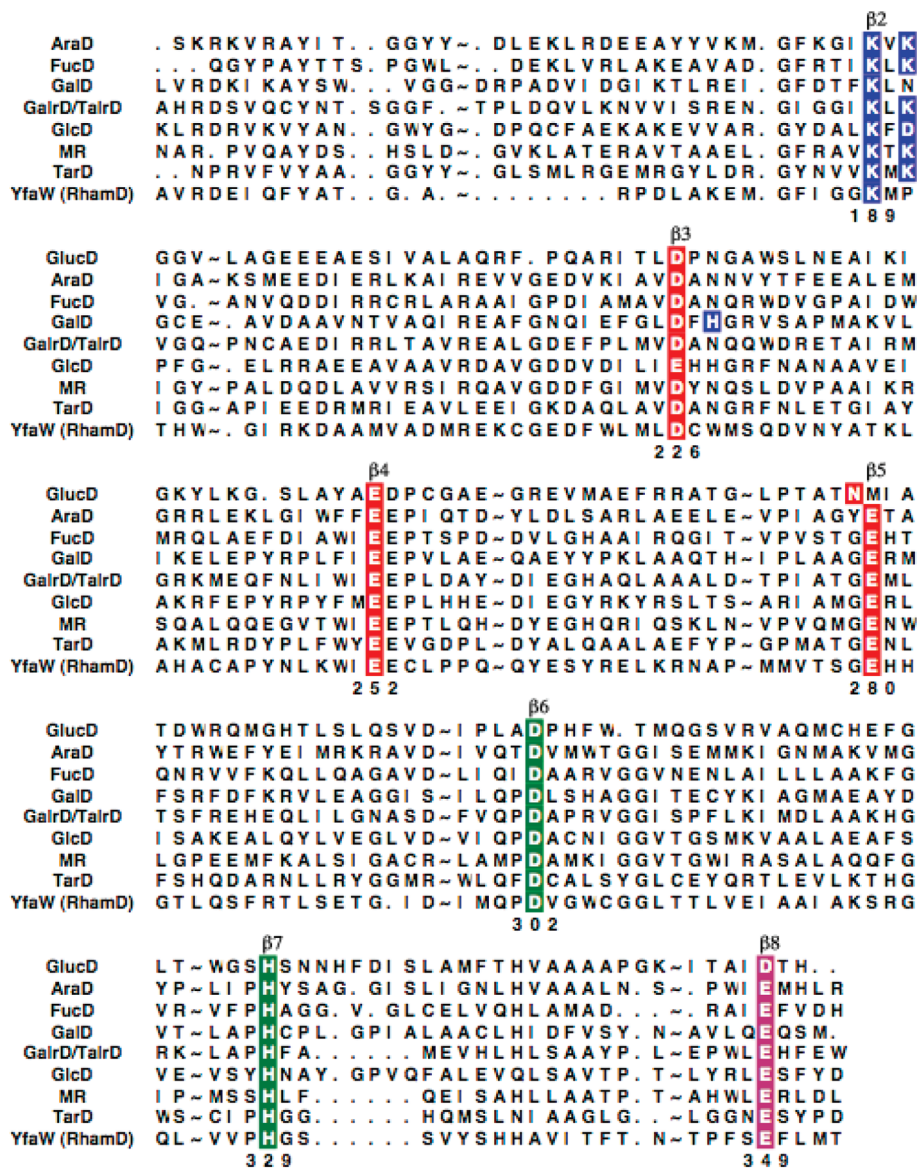 β2
AraD . S K R K V R A Y I T . . G G Y Y ~ . D L E K L R D E E A Y Y V K M . G F K G I K V K
FucD . . . Q G Y P A Y T T S . P G W L ~ . . D E K L V R L A K E A V A D . G F R T I K L K
GalD L V R D K I K A Y S W . . V G G ~ D R P A D V I D G I K T L R E I . G F D T F K L N
GalrD/TalrD A H R D S V Q C Y N T . S G G F . ~ T P L D Q V L K N V V I S R E N . G I G G I K L K
GlcD K L R D R V K V Y A N . . G W Y G ~ D P Q C F A E K A K E V V A R . G Y D A L K F D
MR N A R . P V Q A Y D S . . H S L D ~ . G V K L A T E R A V T A A E L . G F R A V K T K
TarD . . N P R V F V Y A A . . G G Y Y ~ . G L S M L R G E M R G Y L D R . G Y N V V K M K
YfaW (RhamD) A V R D E I Q F Y A T . . G . A ~ . . . . . . . . R P D L A K E M . G F I G G K M P
1 8 9
β3
GlucD G G V ~ L A G E E E A E S I V A L A Q R F . P Q A R I T L D P N G A W S L N E A I K I
AraD I G A ~ K S M E E D I E R L K A I R E V V G E D V K I A V D A N N V Y T F E E A L E M
FucD V G . ~ A N V Q D D I R R C R L A R A A I G P D I A M A V D A N Q R W D V G P A I D W
GalD G C E ~ . A V D A A V N T V A Q I R E A F G N Q I E F G L D F H G R V S A P M A K V L
GalrD/TalrD V G Q ~ P N C A E D I R R L T A V R E A L G D E F P L M V D A N Q Q W D R E T A I R M
GlcD P F G ~ . E L R R A E E A V A A V R D A V G D D V D I L I E H H G R F N A N A A V E I
MR I G Y ~ P A L D Q D L A V V R S I R Q A V G D D F G I M V D Y N Q S L D V P A A I K R
TarD I G G ~ A P I E E D R M R I E A V L E E I G K D A Q L A V D A N G R F N L E T G I A Y
YfaW (RhamD) T H W ~ . G I R K D A A M V A D M R E K C G E D F W L M L D C W M S Q D V N Y A T K L
2 2 6
β4 β5
GlucD G K Y L K G . S L A Y A E D P C G A E ~ G R E V M A E F R R A T G ~ L P T A T N M I A
AraD G R R L E K L G I W F F E E P I Q T D ~ Y L D L S A R L A E E L E ~ V P I A G Y E T A
FucD M R Q L A E F D I A W I E E P T S P D ~ D V L G H A A I R Q G I T ~ V P V S T G E H T
GalD I K E L E P Y R P L F I E E P V L A E ~ Q A E Y Y P K L A A Q T H ~ I P L A A G E R M
GalrD/TalrD G R K M E Q F N L I W I E E P L D A Y ~ D I E G H A Q L A A A L D ~ T P I A T G E M L
GlcD A K R F E P Y R P Y F M E E P L H H E ~ D I E G Y R K Y R S L T S ~ A R I A M G E R L
MR S Q A L Q Q E G V T W I E E P T L Q H ~ D Y E G H Q R I Q S K L N ~ V P V Q M G E N W
TarD A K M L R D Y P L F W Y E E V G D P L ~ D Y A L Q A A L A E F Y P ~ G P M A T G E N L
YfaW (RhamD) A H A C A P Y N L K W I E E C L P P Q ~ Q Y E S Y R E L K R N A P ~ M M V T S G E H H
2 5 2 2 8 0
β6
GlucD T D W R Q M G H T L S L Q S V D ~ I P L A D P H F W . T M Q G S V R V A Q M C H E F G
AraD Y T R W E F Y E I M R K R A V D ~ I V Q T D V M W T G G I S E M M K I G N M A K V M G
FucD Q N R V V F K Q L L Q A G A V D ~ L I Q I D A A R V G G V N E N L A I L L L A A K F G
GalD F S R F D F K R V L E A G G I S ~ I L Q P D L S H A G G I T E C Y K I A G M A E A Y D
GalrD/TalrD T S F R E H E Q L I L G N A S D ~ F V Q P D A P R V G G I S P F L K I M D L A A K H G
GlcD I S A K E A L Q Y L V E G L V D ~ V I Q P D A C N I G G V T G S M K V A A L A E A F S
MR L G P E E M F K A L S I G A C R ~ L A M P D A M K I G G V T G W I R A S A L A Q Q F G
TarD F S H Q D A R N L L R Y G G M R ~ W L Q F D C A L S Y G L C E Y Q R T L E V L K T H G
YfaW (RhamD) G T L Q S F R T L S E T G . I D ~ I M Q P D V G W C G G L T T L V E I A A I A K S R G
3 0 2
β7 β8
GlucD L T ~ W G S H S N N H F D I S L A M F T H V A A A A P G K ~ I T A I D T H . .
AraD Y P ~ L I P H Y S A G . G I S L I G N L H V A A A L N . S ~ . P W I E M H L R
FucD V R ~ V F P H A G G . V . G L C E L V Q H L A M A D . . . ~ . R A I E F V D H
GalD V T ~ L A P H C P L . G P I A L A A C L H I D F V S Y . N ~ A V L Q E Q S M .
GalrD/TalrD R K ~ L A P H F A . . . . . . M E V H L H L S A A Y P . L ~ E P W L E H F E W
GlcD V E ~ V S Y H N A Y . G P V Q F A L E V Q L S A V T P . T ~ L Y R L E S F Y D
MR I P ~ M S S H L F . . . . . . Q E I S A H L L A A T P . T ~ A H W L E R L D L
TarD W S ~ C I P H G G . . . . . . H Q M S L N I A A G L G . . ~ L G G N E S Y P D
YfaW (RhamD) Q L ~ V V P H G S . . . . . . S V Y S H H A V I T F T . N ~ T P F S E F L M T
3 2 9 3 4 9